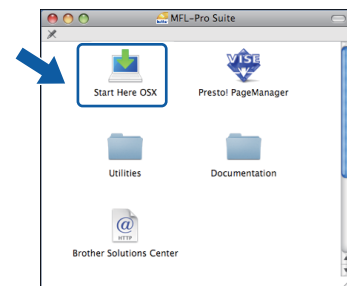 MFL-Pro Suite
Start Here OSX
Presto! PageManager
VISE
Utilities
Documentation
@
HTTP
Brother Solutions Center